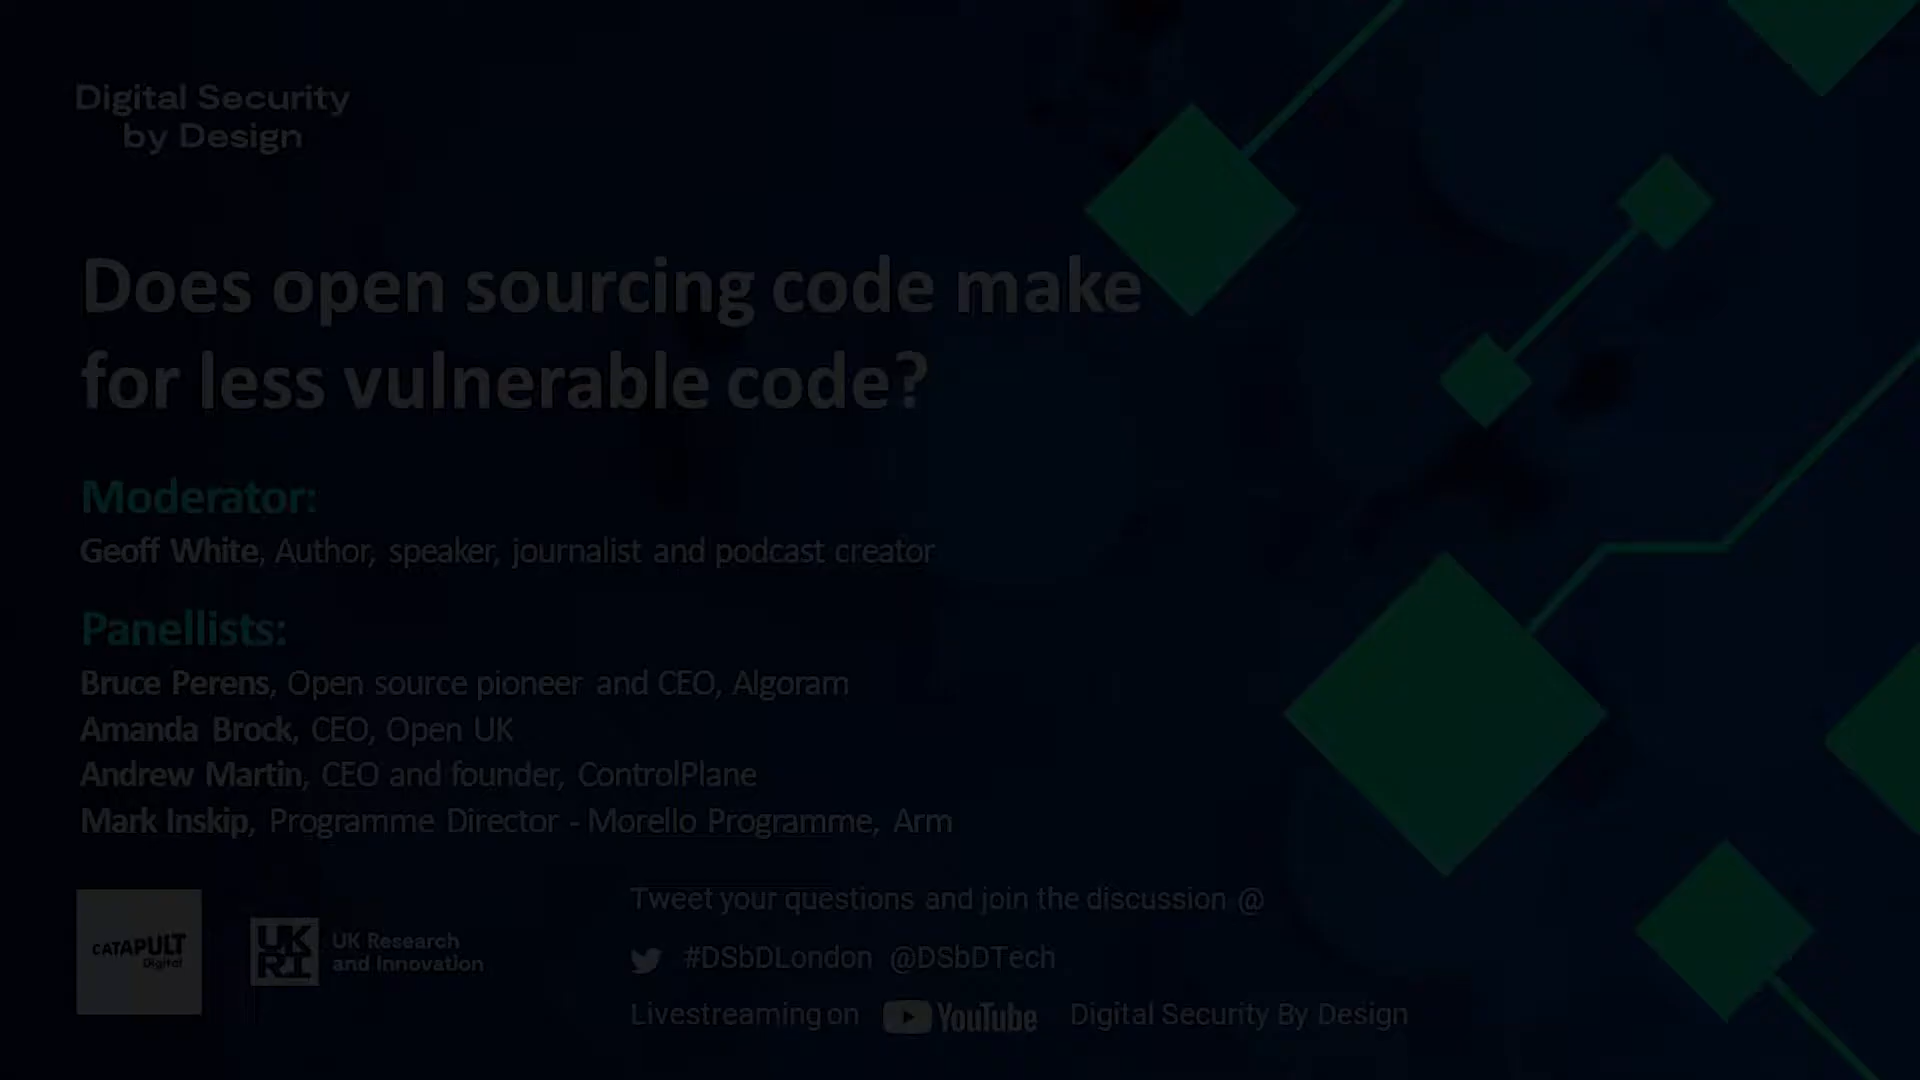 Digital Security
by Design
Does open sourcing code make
for less vulnerable code?
Moderator:
Geoff White, Author, speaker, journalist and podcast creator
Panellists:
Bruce Perens, Open source pioneer and CEO, Algoram
Amanda Brock, CEO, Open UK
Andrew Martin, CEO and founder, ControlPlane
Mark Inskip, Programme Director - Morello Programme, Arm
CATAPULT
Digital
UK
RI
UK Research
and Innovation
Tweet your questions and join the discussion @
#DSbDLondon @DSbDTech
Livestreaming on YouTube Digital Security By Design